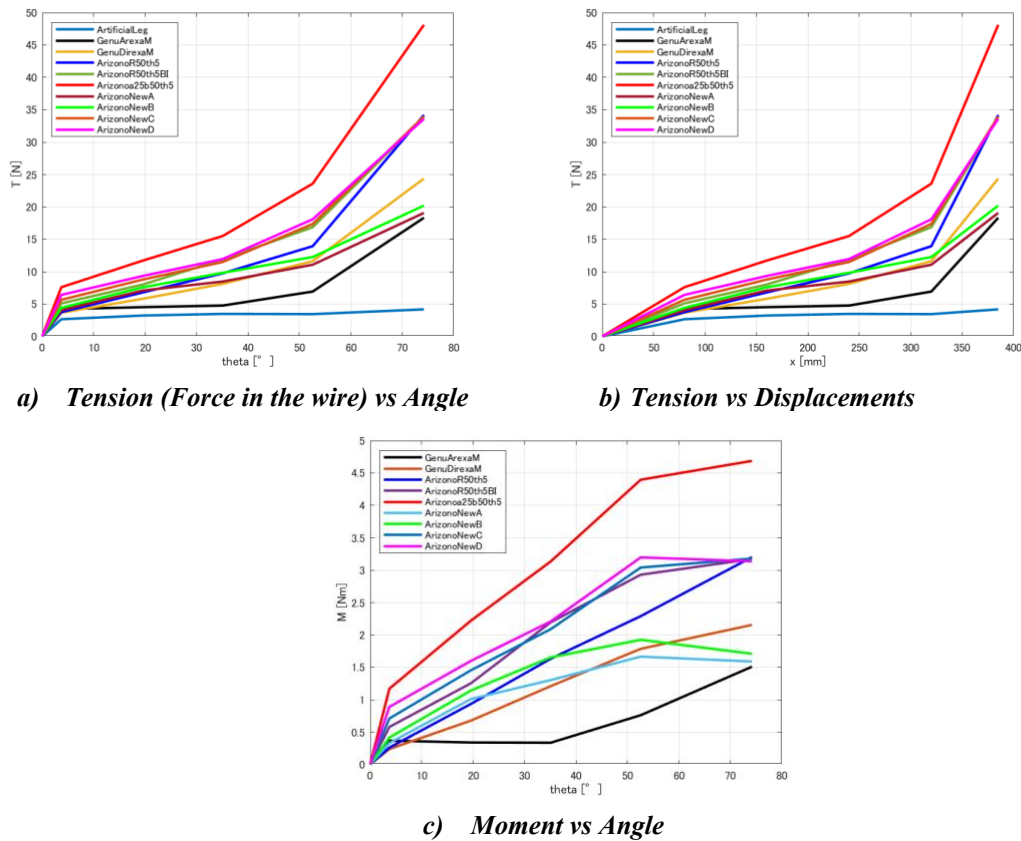 50
45
40
35
30
25
20
15
10
5
0
T [N]
ArtificialLeg
GenuArexaM
GenuDirexaM
ArizonoR50th5
ArizonoR50th5BI
Arizonoa25b50th5
ArizonoNewA
ArizonoNewB
ArizonoNewC
ArizonoNewD
0 10 20 30 40 50 60 70 80
theta [°]
50
45
40
35
30
25
20
15
10
5
0
T [N]
ArtificialLeg
GenuArexaM
GenuDirexaM
ArizonoR50th5
ArizonoR50th5BI
Arizonoa25b50th5
ArizonoNewA
ArizonoNewB
ArizonoNewC
ArizonoNewD
0 50 100 150 200 250 300 350 400
x [mm]
a) Tension (Force in the wire) vs Angle
b) Tension vs Displacements
5
4.5
4
3.5
3
2.5
2
1.5
1
0.5
0
M [Nm]
GenuArexaM
GenuDirexaM
ArizonoR50th5
ArizonoR50th5BI
Arizonoa25b50th5
ArizonoNewA
ArizonoNewB
ArizonoNewC
ArizonoNewD
0 10 20 30 40 50 60 70 80
theta [°]
c) Moment vs Angle